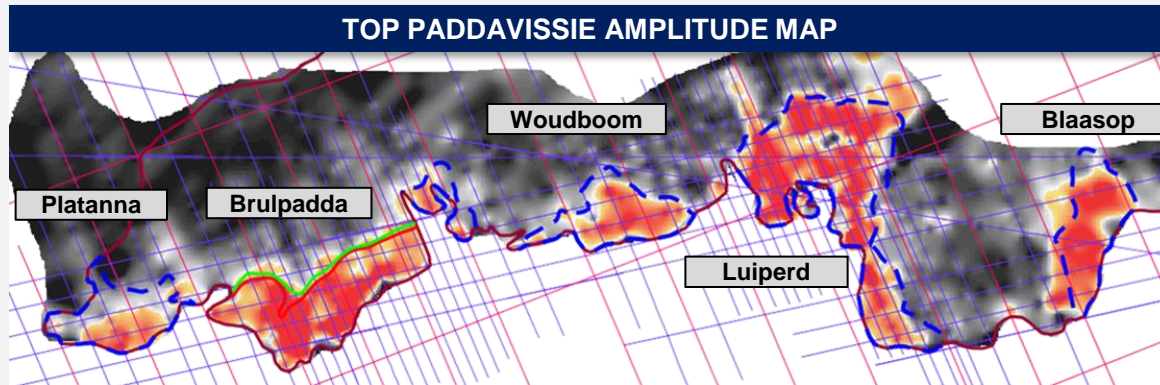 TOP PADDAVISSIE AMPLITUDE MAP
Woudboom
Blaasop
Platanna
Brulpadda
Luiperd